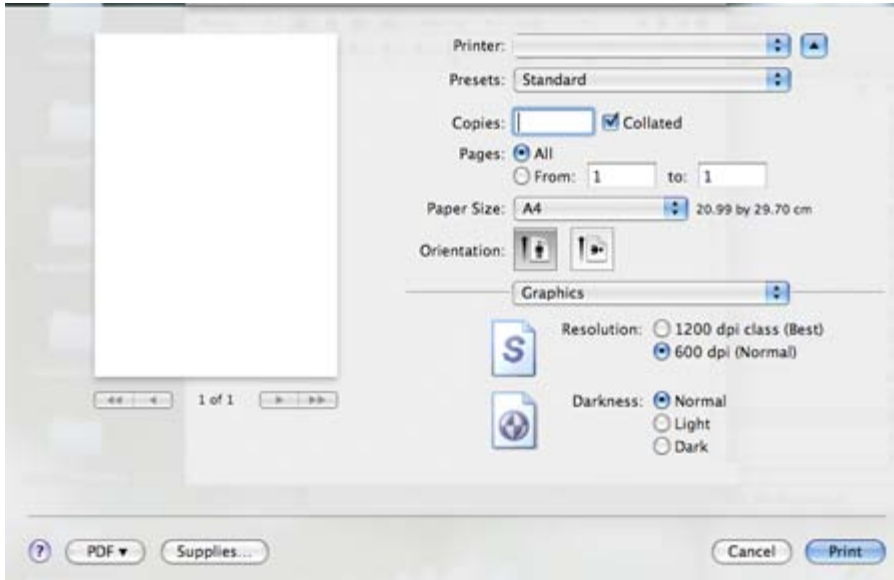 Printer:
Presets: Standard
Copies: Collated
Pages: All
From: 1 to: 1
Paper Size: A4 20.99 by 29.70 cm
Orientation:
Graphics
Resolution: 1200 dpi class (Best)
600 dpi (Normal)
S
1 of 1
Darkness: Normal
Light
Dark
? PDF Supplies... Cancel Print